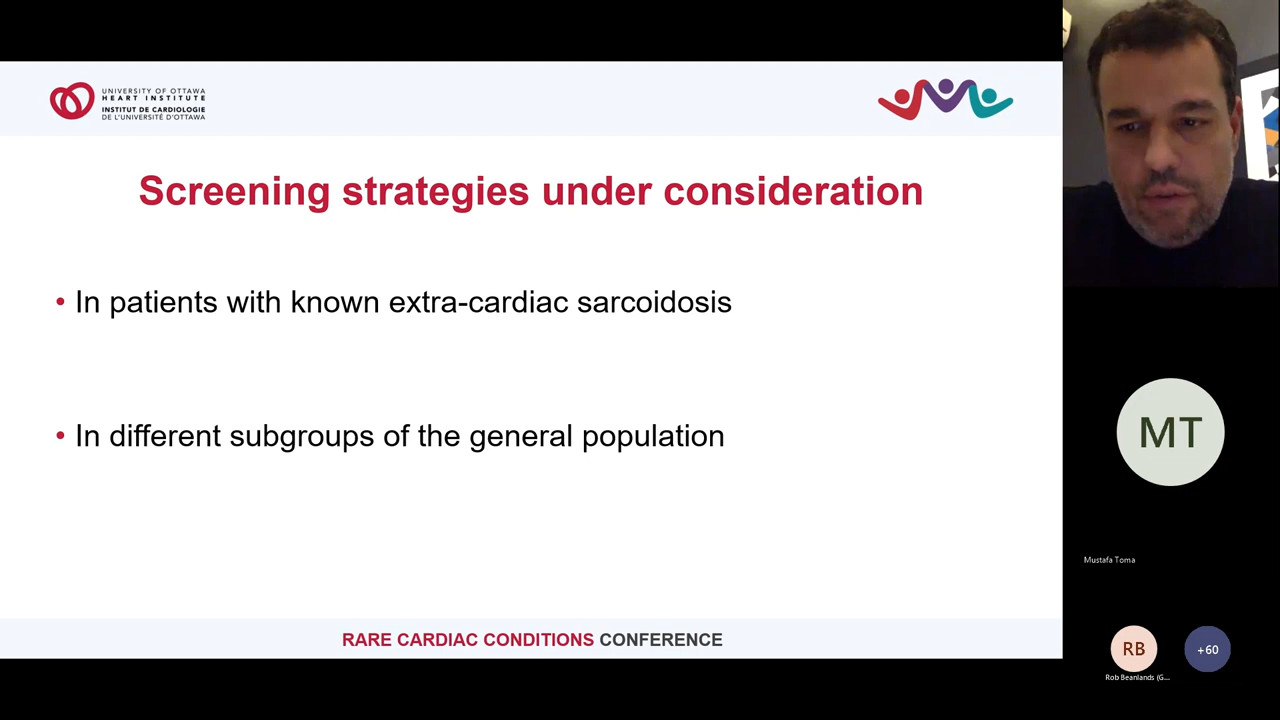 UNIVERSITY OF OTTAWA
HEART INSTITUTE
INSTITUT DE CARDIOLOGIE
DE L'UNIVERSITÉ D'OTTAWA
Screening strategies under consideration
• In patients with known extra-cardiac sarcoidosis
• In different subgroups of the general population
RARE CARDIAC CONDITIONS CONFERENCE
MT
Mustafa Toma
RB
+60
Rob Beanlands (G...